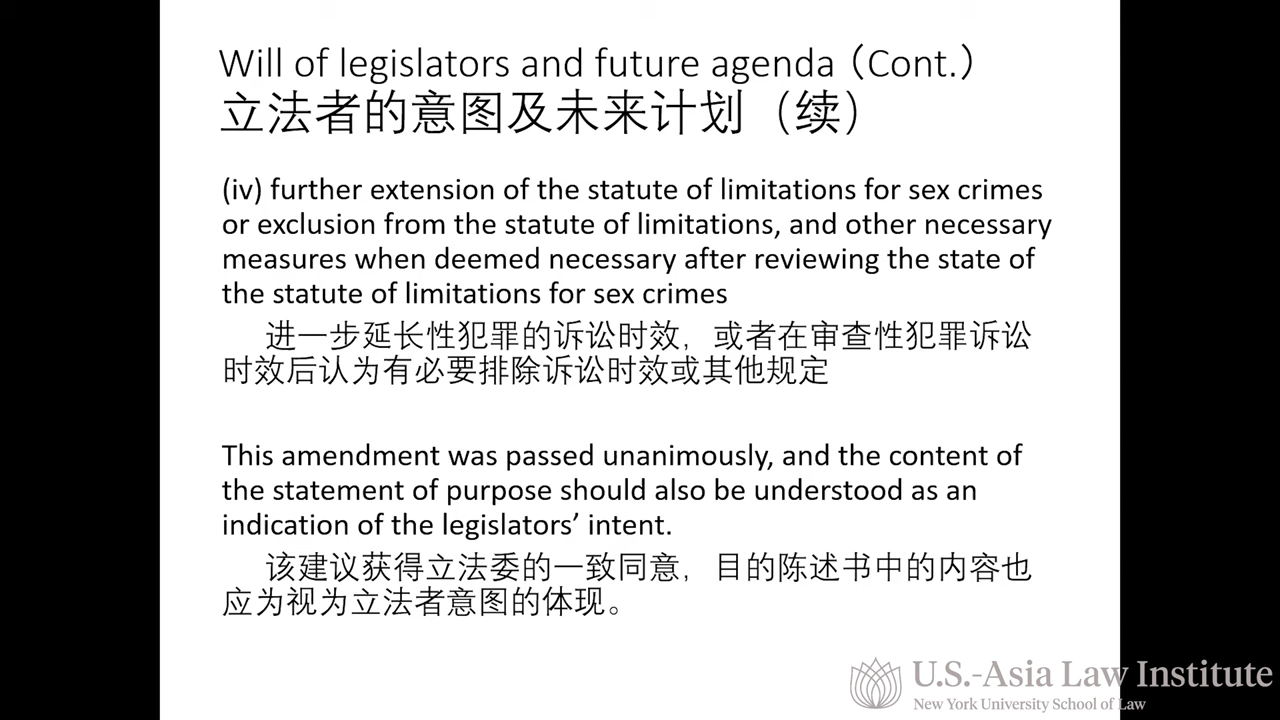 Will of legislators and future agenda（Cont.）
立法者的意图及未来计划（续）
(iv) further extension of the statute of limitations for sex crimes
or exclusion from the statute of limitations, and other necessary
measures when deemed necessary after reviewing the state of
the statute of limitations for sex crimes
进一步延长性犯罪的诉讼时效，或者在审查性犯罪诉讼
时效后认为有必要排除诉讼时效或其他规定
This amendment was passed unanimously, and the content of
the statement of purpose should also be understood as an
indication of the legislators’ intent.
该建议获得立法委的一致同意，目的陈述书中的内容也
应为视为立法者意图的体现。
U.S.-Asia Law Institute
New York University School of Law